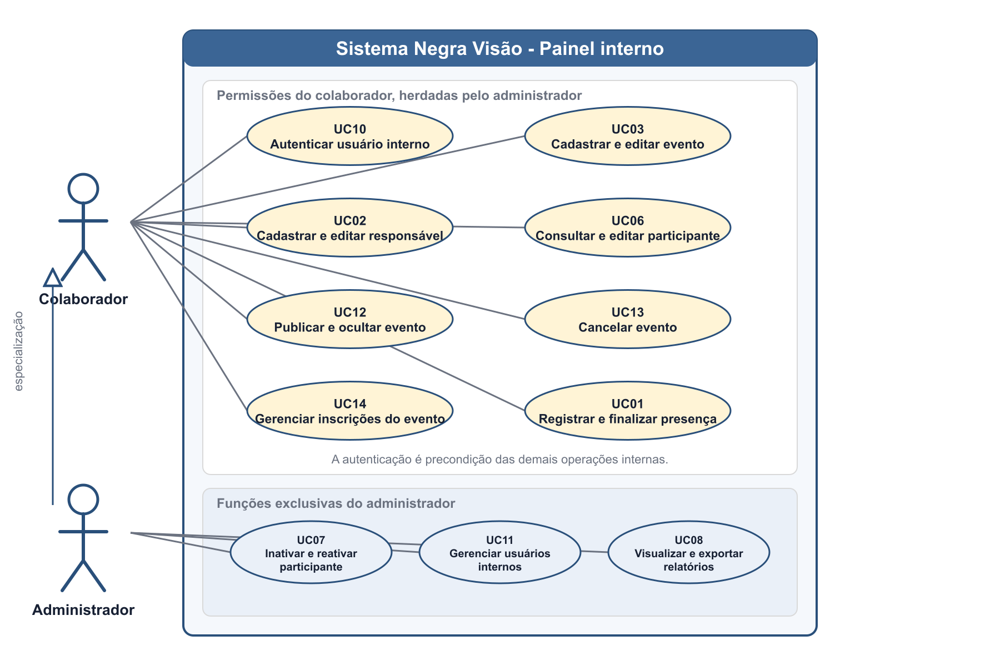 Sistema Negra Visão - Painel interno
Permissões do colaborador, herdadas pelo administrador
UC10
Autenticar usuário interno
UC03
Cadastrar e editar evento
UC02
Cadastrar e editar responsável
UC06
Consultar e editar participante
Colaborador
especialização
UC12
Publicar e ocultar evento
UC13
Cancelar evento
UC14
Gerenciar inscrições do evento
UC01
Registrar e finalizar presença
A autenticação é precondição das demais operações internas.
Funções exclusivas do administrador
UC07
Inativar e reativar
participante
UC11
Gerenciar usuários
internos
UC08
Visualizar e exportar
relatórios
Administrador